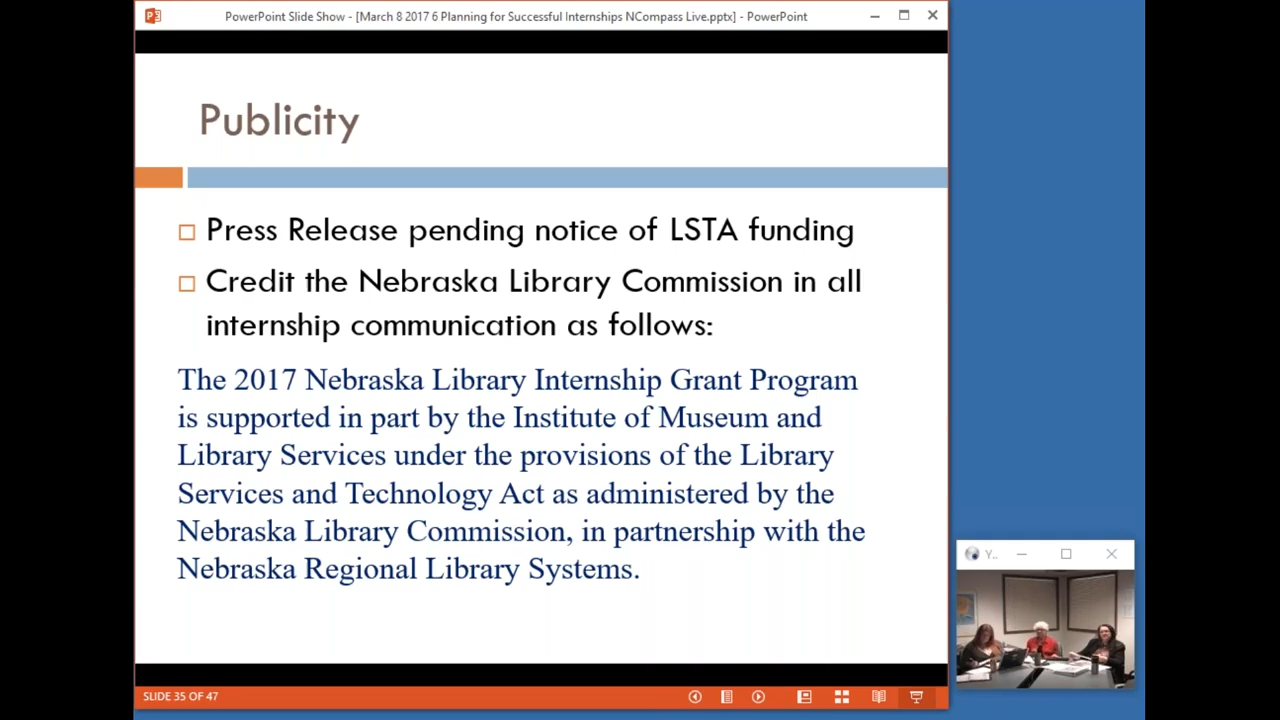 PowerPoint Slide Show - [March 8 2017 6 Planning for Successful Internships NCompass Live.pptx] - PowerPoint
Publicity
Press Release pending notice of LSTA funding
Credit the Nebraska Library Commission in all
internship communication as follows:
The 2017 Nebraska Library Internship Grant Program
is supported in part by the Institute of Museum and
Library Services under the provisions of the Library
Services and Technology Act as administered by the
Nebraska Library Commission, in partnership with the
Nebraska Regional Library Systems.
Y..
SLIDE 35 OF 47